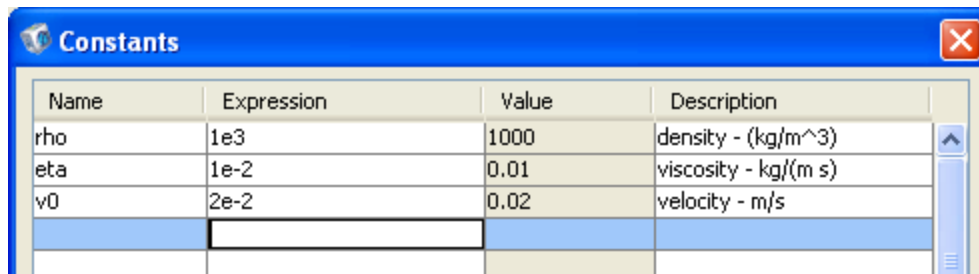 Constants
Name Expression Value Description
rho 1e3 1000 density - (kg/m^3)
eta 1e-2 0.01 viscosity - kg/(m s)
v0 2e-2 0.02 velocity - m/s